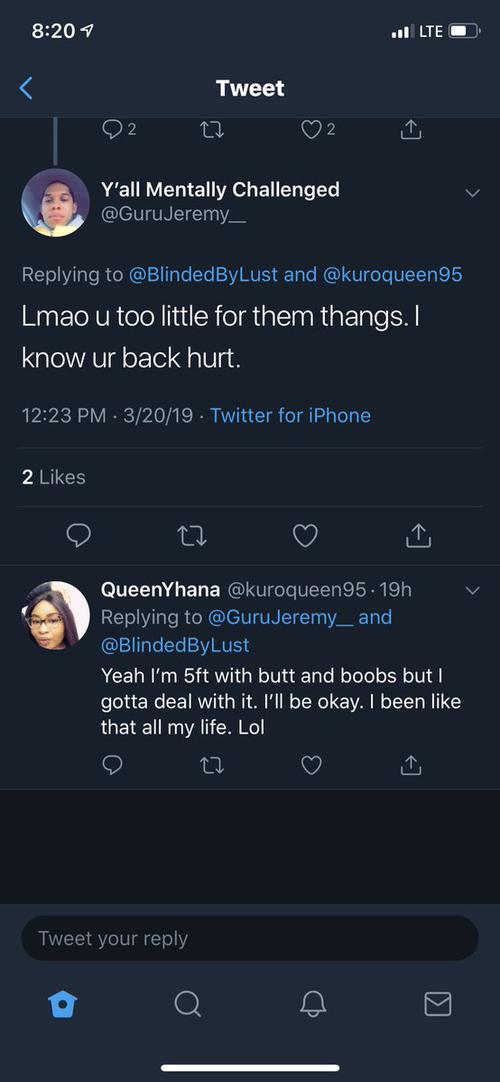 8:20
LTE
Tweet
2
2
Y'all Mentally Challenged
@GuruJeremy__
Replying to @BlindedByLust and @kuroqueen95
Lmao u too little for them thangs. I
know ur back hurt.
12:23 PM · 3/20/19 · Twitter for iPhone
2 Likes
QueenYhana @kuroqueen95 · 19h
Replying to @GuruJeremy__ and
@BlindedByLust
Yeah I'm 5ft with butt and boobs but I
gotta deal with it. I'll be okay. I been like
that all my life. Lol
Tweet your reply